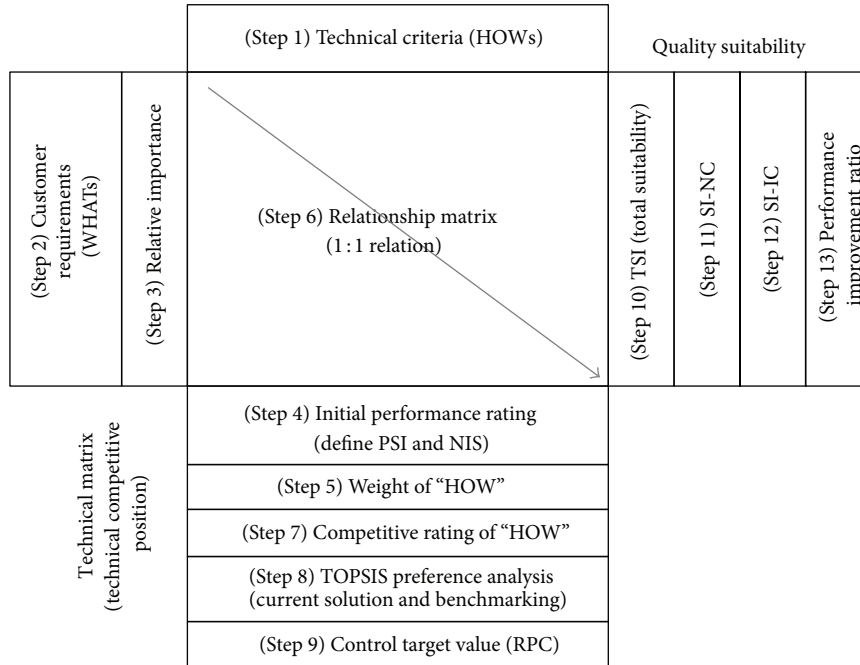 (Step 1) Technical criteria (HOWs)
Quality suitability
(Step 2) Customer
requirements
(WHATs)
(Step 3) Relative importance
(Step 6) Relationship matrix
(1 : 1 relation)
(Step 10) TSI (total suitability)
(Step 11) SI-NC
(Step 12) SI-IC
(Step 13) Performance
improvement ratio
Technical matrix
(technical competitive
position)
(Step 4) Initial performance rating
(define PSI and NIS)
(Step 5) Weight of “HOW”
(Step 7) Competitive rating of “HOW”
(Step 8) TOPSIS preference analysis
(current solution and benchmarking)
(Step 9) Control target value (RPC)